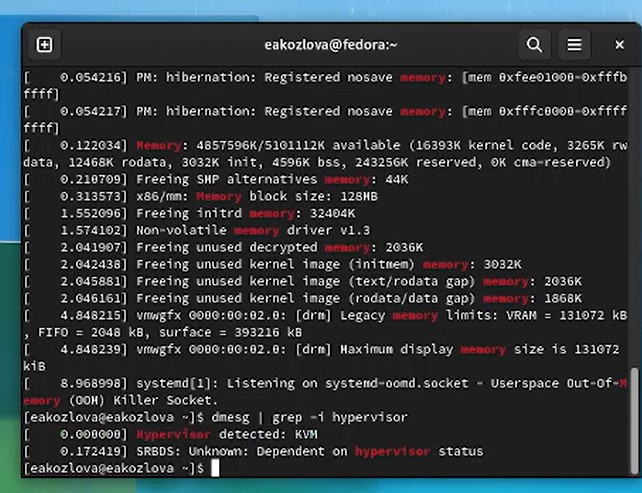 eakozlova@fedora:~
[    0.054216] PM: hibernation: Registered nosave memory: [mem 0xfee01000-0xfffb
ffff]
[    0.054217] PM: hibernation: Registered nosave memory: [mem 0xfffc0000-0xffff
ffff]
[    0.122034] Memory: 4857596K/5101112K available (16393K kernel code, 3265K rw
data, 12468K rodata, 3032K init, 4596K bss, 243256K reserved, 0K cma-reserved)
[    0.210709] Freeing SMP alternatives memory: 44K
[    0.313573] x86/mm: Memory block size: 128MB
[    1.552096] Freeing initrd memory: 32404K
[    1.574102] Non-volatile memory driver v1.3
[    2.041907] Freeing unused decrypted memory: 2036K
[    2.042438] Freeing unused kernel image (initmem) memory: 3032K
[    2.045881] Freeing unused kernel image (text/rodata gap) memory: 2036K
[    2.046161] Freeing unused kernel image (rodata/data gap) memory: 1868K
[    4.848215] vmwgfx 0000:00:02.0: [drm] Legacy memory limits: VRAM = 131072 kB
, FIFO = 2048 kB, surface = 393216 kB
[    4.848239] vmwgfx 0000:00:02.0: [drm] Maximum display memory size is 131072
kiB
[    8.968998] systemd[1]: Listening on systemd-oomd.socket - Userspace Out-Of-M
emory (OOM) Killer Socket.
[eakozlova@eakozlova ~]$ dmesg | grep -i hypervisor
[    0.000000] Hypervisor detected: KVM
[    0.172419] SRBDS: Unknown: Dependent on hypervisor status
[eakozlova@eakozlova ~]$